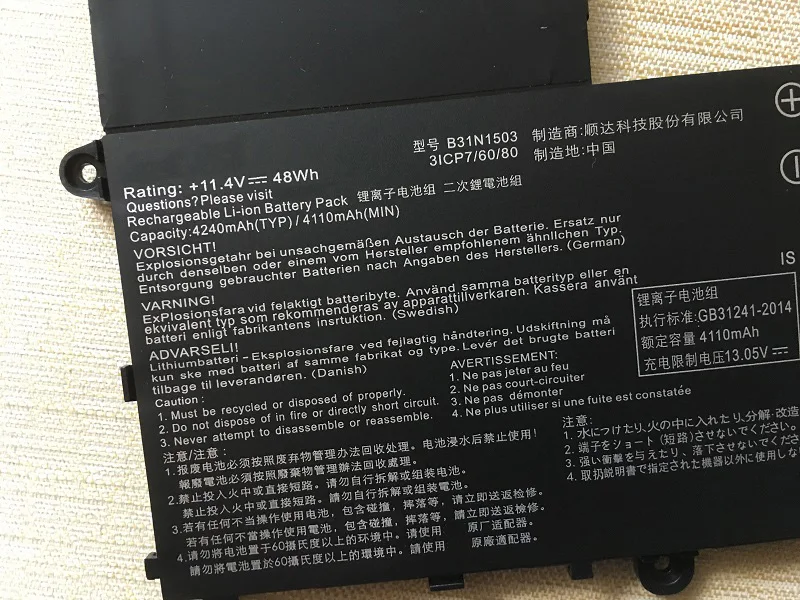 型号 B31N1503 制造商:顺达科技股份有限公司
3ICP7/60/80 制造地:中国
Rating: +11.4V⎓ 48Wh
Questions? Please visit
Rechargeable Li-ion Battery Pack 锂离子电池组 二次鋰電池組
Capacity:4240mAh(TYP) / 4110mAh(MIN)
VORSICHT!
Explosionsgetahr bei unsachgemäßen Austausch der Batterie. Ersatz nur
durch denselben oder einem vom Hersteller empfohlenem ähnllchen Typ.
Entsorgung gebrauchter Batterien nach Angaben des Herstellers. (German)
WARNING!
ExPlosionsfara vid felaktigt batteribyte. Använd samma batterityp eller en
ekvivalent typ som rekommenderas av apparattillverkaren. Kassera använt
batteri enligt fabrikantens insrtuktion. (Swedish)
ADVARSELI!
Lithiumbatteri – Eksplosionsfare ved fejlagtig håndtering. Udskiftning må
kun ske med batteri af samme fabrikat og type. Levér det brugte batteri
tilbage til leverandøren. (Danish)
Caution :
1. Must be recycled or disposed of properly.
2. Do not dispose of in fire or directly short circuit.
3. Never attempt to disassemble or reassemble.
AVERTISSEMENT:
1. Ne pas jeter au feu
2. Ne pas court-circuiter
3. Ne pas démonter
4. Ne plus utiliser si une fuite est constatée
注意/注意:
1.报废电池必须按照废弃物管理办法回收处理。电池浸水后禁止使用!
報廢電池必須按照廢棄物管理辦法回收處理。
2.禁止投入火中或直接短路。请勿自行拆解或组装电池。
禁止投入火中或直接短路。請勿自行拆解或組裝電池。
3.若有任何不当操作使用电池，包含碰撞，摔落等，请立即送返检修。
若有任何不當操作使用電池，包含碰撞，摔落等，請立即送返檢修。
4.请勿將电池置于60摄氏度以上的环境中。请使用 原厂适配器。
請勿將電池置於60攝氏度以上的環境中。請使用 原廠適配器。
IS
锂离子电池组
执行标准:GB31241-2014
额定容量 4110mAh
充电限制电压13.05V⎓
注意:
1. 水につけたり,火の中に入れたり,分解·改造
2. 端子をショート (短路) させないでください。
3. 强い衝撃を与えたり、落下させないでくださ
4. 取扱説明書で指定された機器以外に使用しな